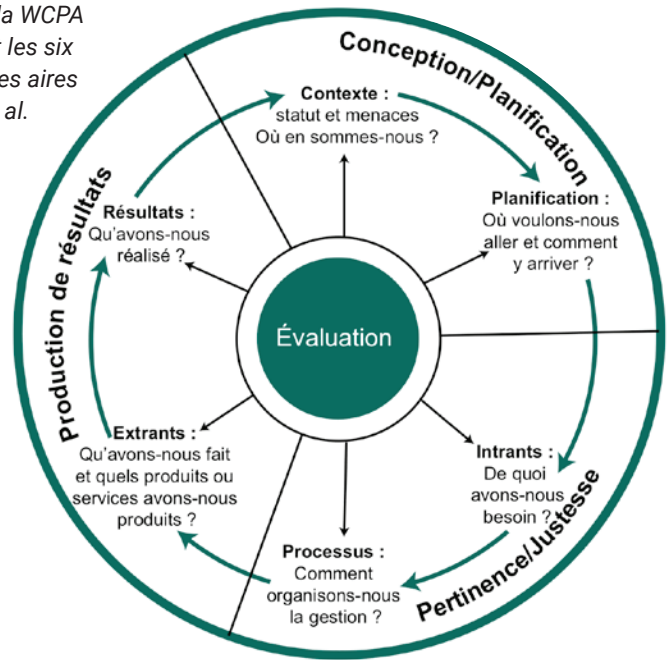 la WCPA
les six
es aires
al.
Conception/Planification
Contexte :
statut et menaces
Où en sommes-nous ?
Planification :
Où voulons-nous
aller et comment
y arriver ?
Pertinence/Justesse
Intrants :
De quoi
avons-nous
besoin ?
Processus :
Comment
organisons-nous
la gestion ?
Production de résultats
Extrants :
Qu'avons-nous fait
et quels produits ou
services avons-nous
produits ?
Résultats :
Qu'avons-nous
réalisé ?
Évaluation